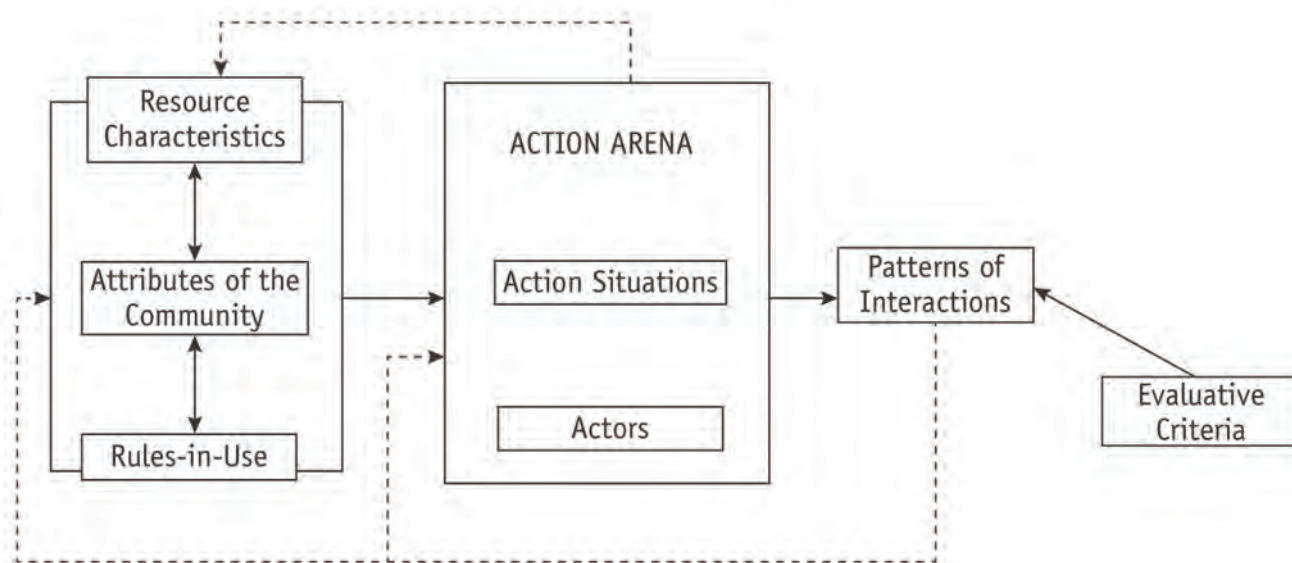 Resource
Characteristics
Attributes of the
Community
Rules-in-Use
ACTION ARENA
Action Situations
Actors
Patterns of
Interactions
Evaluative
Criteria